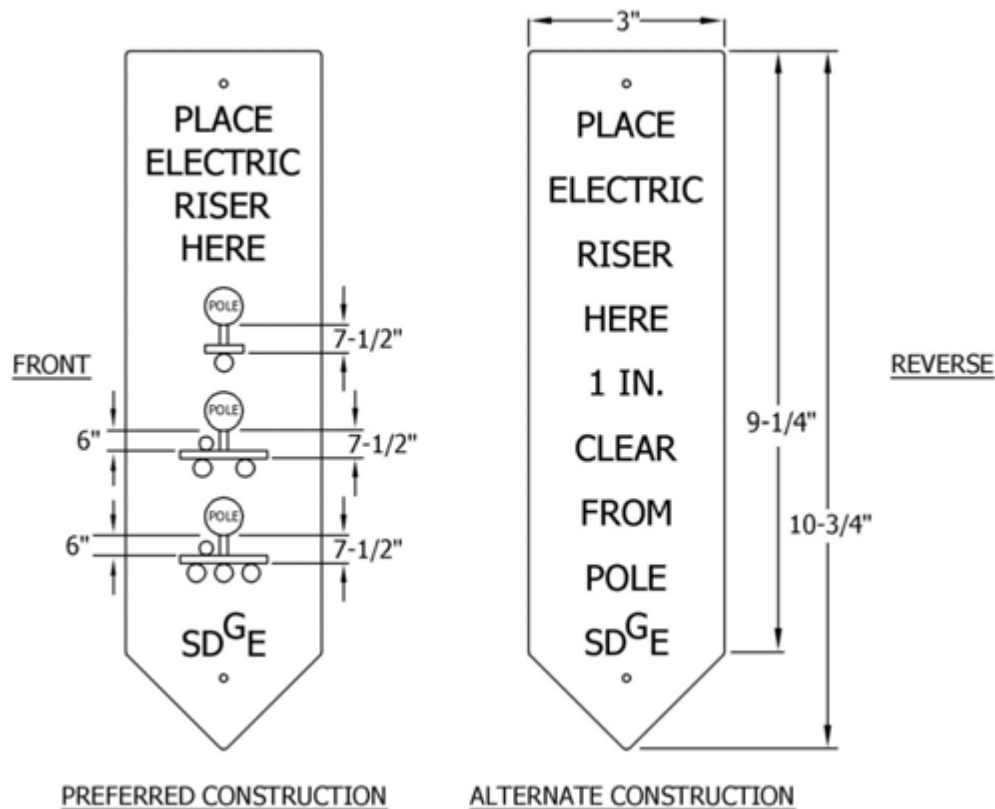 PLACE
ELECTRIC
RISER
HERE
POLE
7-1/2"
FRONT
POLE
6"
7-1/2"
POLE
6"
7-1/2"
SDGE
PREFERRED CONSTRUCTION
3"
PLACE
ELECTRIC
RISER
HERE
1 IN.
CLEAR
FROM
POLE
SDGE
9-1/4"
10-3/4"
REVERSE
ALTERNATE CONSTRUCTION